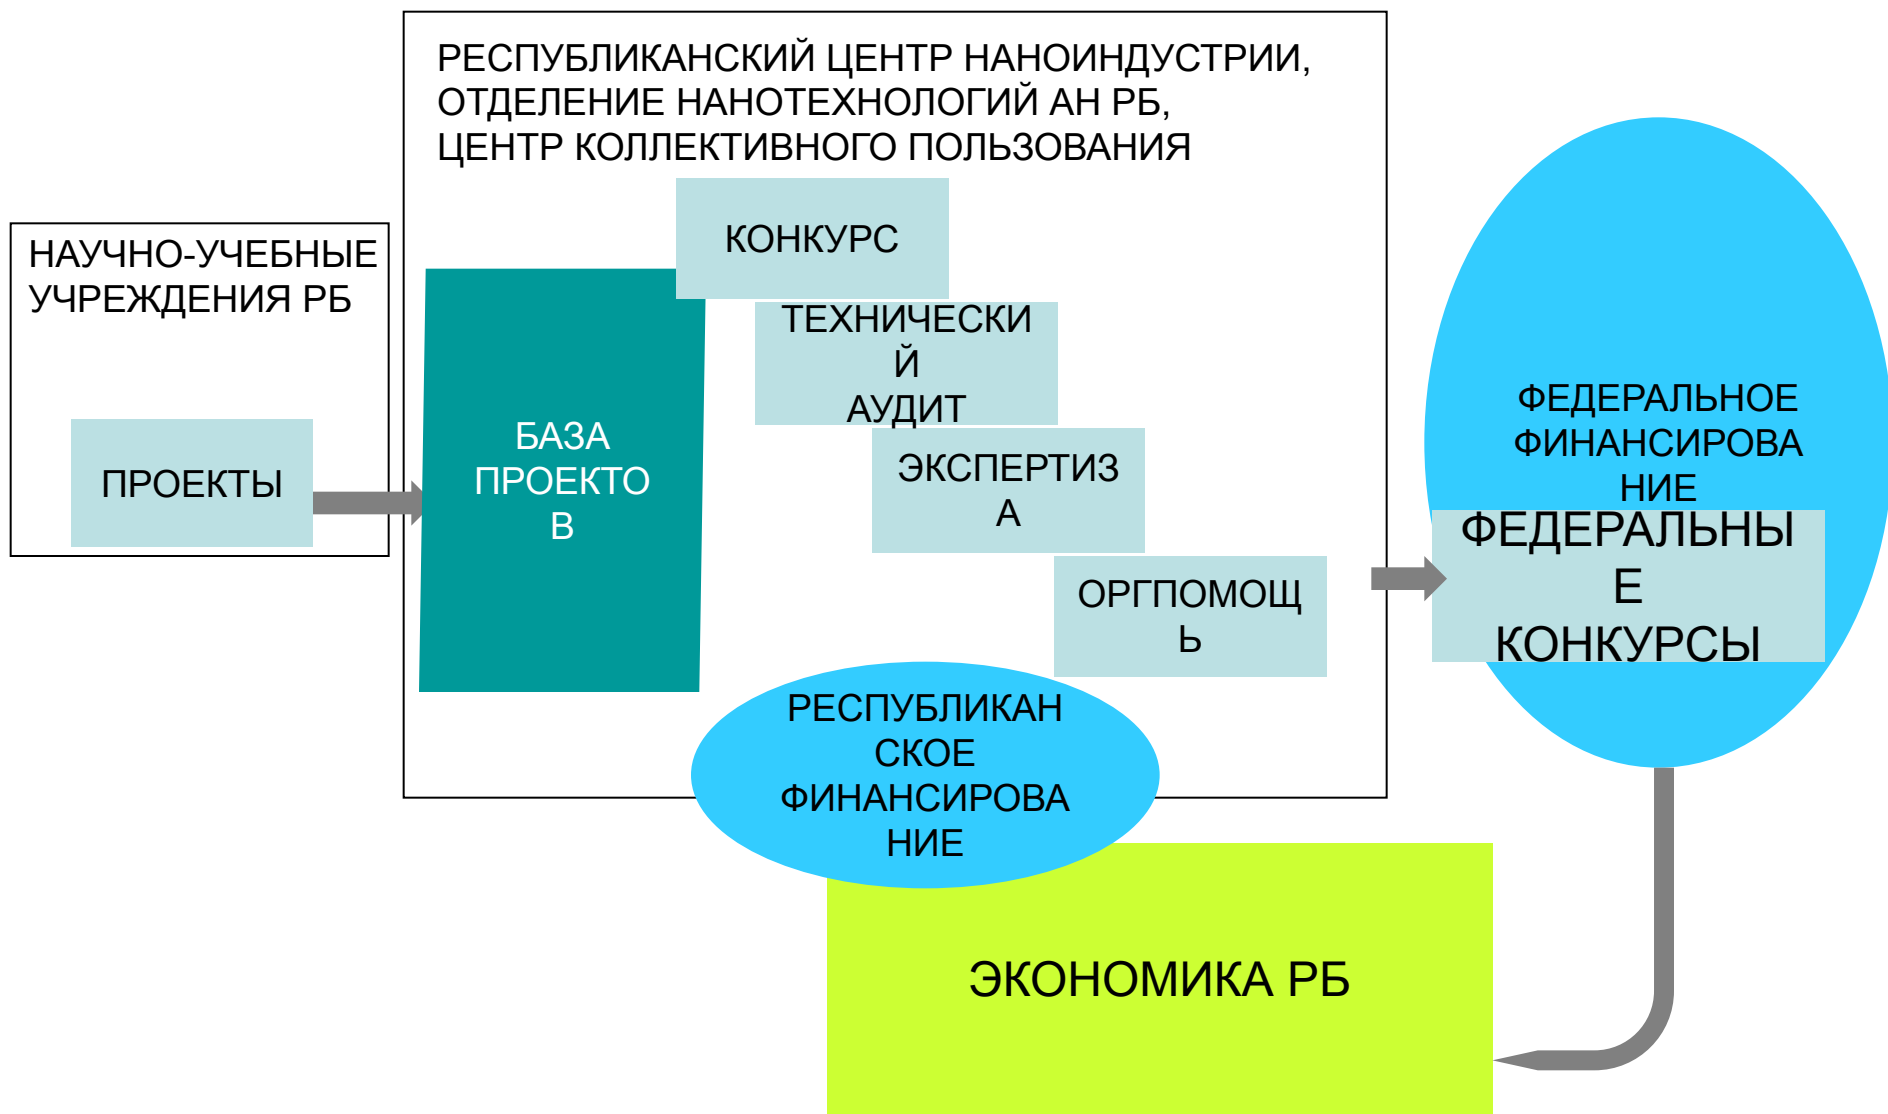 РЕСПУБЛИКАНСКИЙ ЦЕНТР НАНОИНДУСТРИИ,
ОТДЕЛЕНИЕ НАНОТЕХНОЛОГИЙ АН РБ,
ЦЕНТР КОЛЛЕКТИВНОГО ПОЛЬЗОВАНИЯ
НАУЧНО-УЧЕБНЫЕ
УЧРЕЖДЕНИЯ РБ
ПРОЕКТЫ
БАЗА
ПРОЕКТО
В
КОНКУРС
ТЕХНИЧЕСКИ
Й
АУДИТ
ЭКСПЕРТИЗ
А
ОРГПОМОЩ
Ь
РЕСПУБЛИКАН
СКОЕ
ФИНАНСИРОВА
НИЕ
ФЕДЕРАЛЬНОЕ
ФИНАНСИРОВА
НИЕ
ФЕДЕРАЛЬНЫ
Е
КОНКУРСЫ
ЭКОНОМИКА РБ